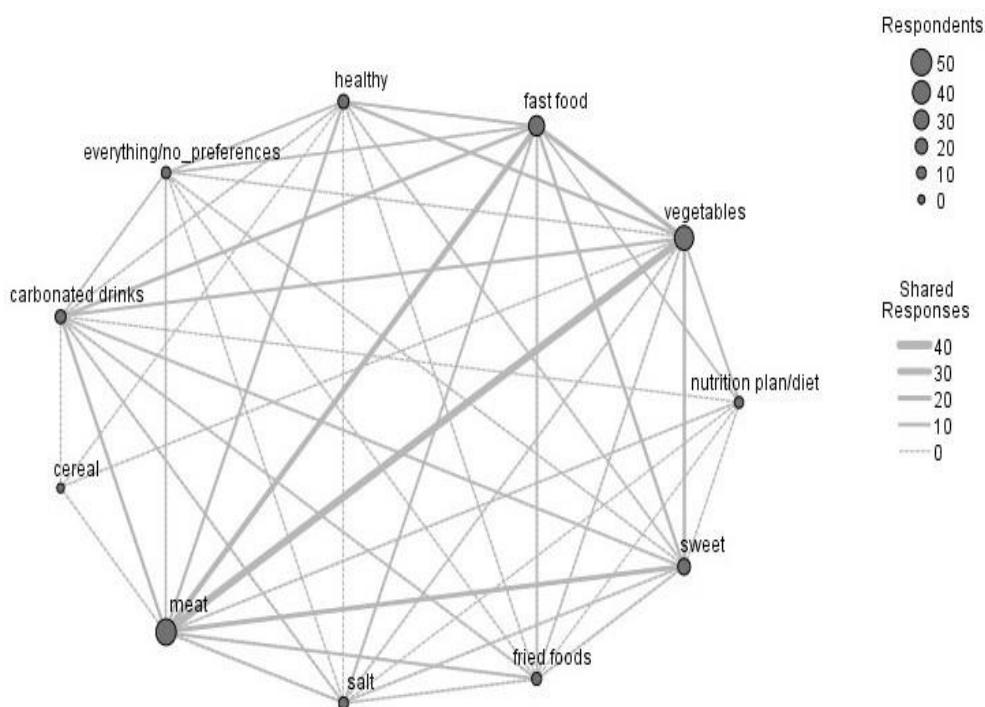 Respondents
50
40
30
20
10
0
healthy
fast food
everything/no_preferences
vegetables
carbonated drinks
Shared
Responses
40
30
20
10
0
nutrition plan/diet
cereal
sweet
meat
fried foods
salt